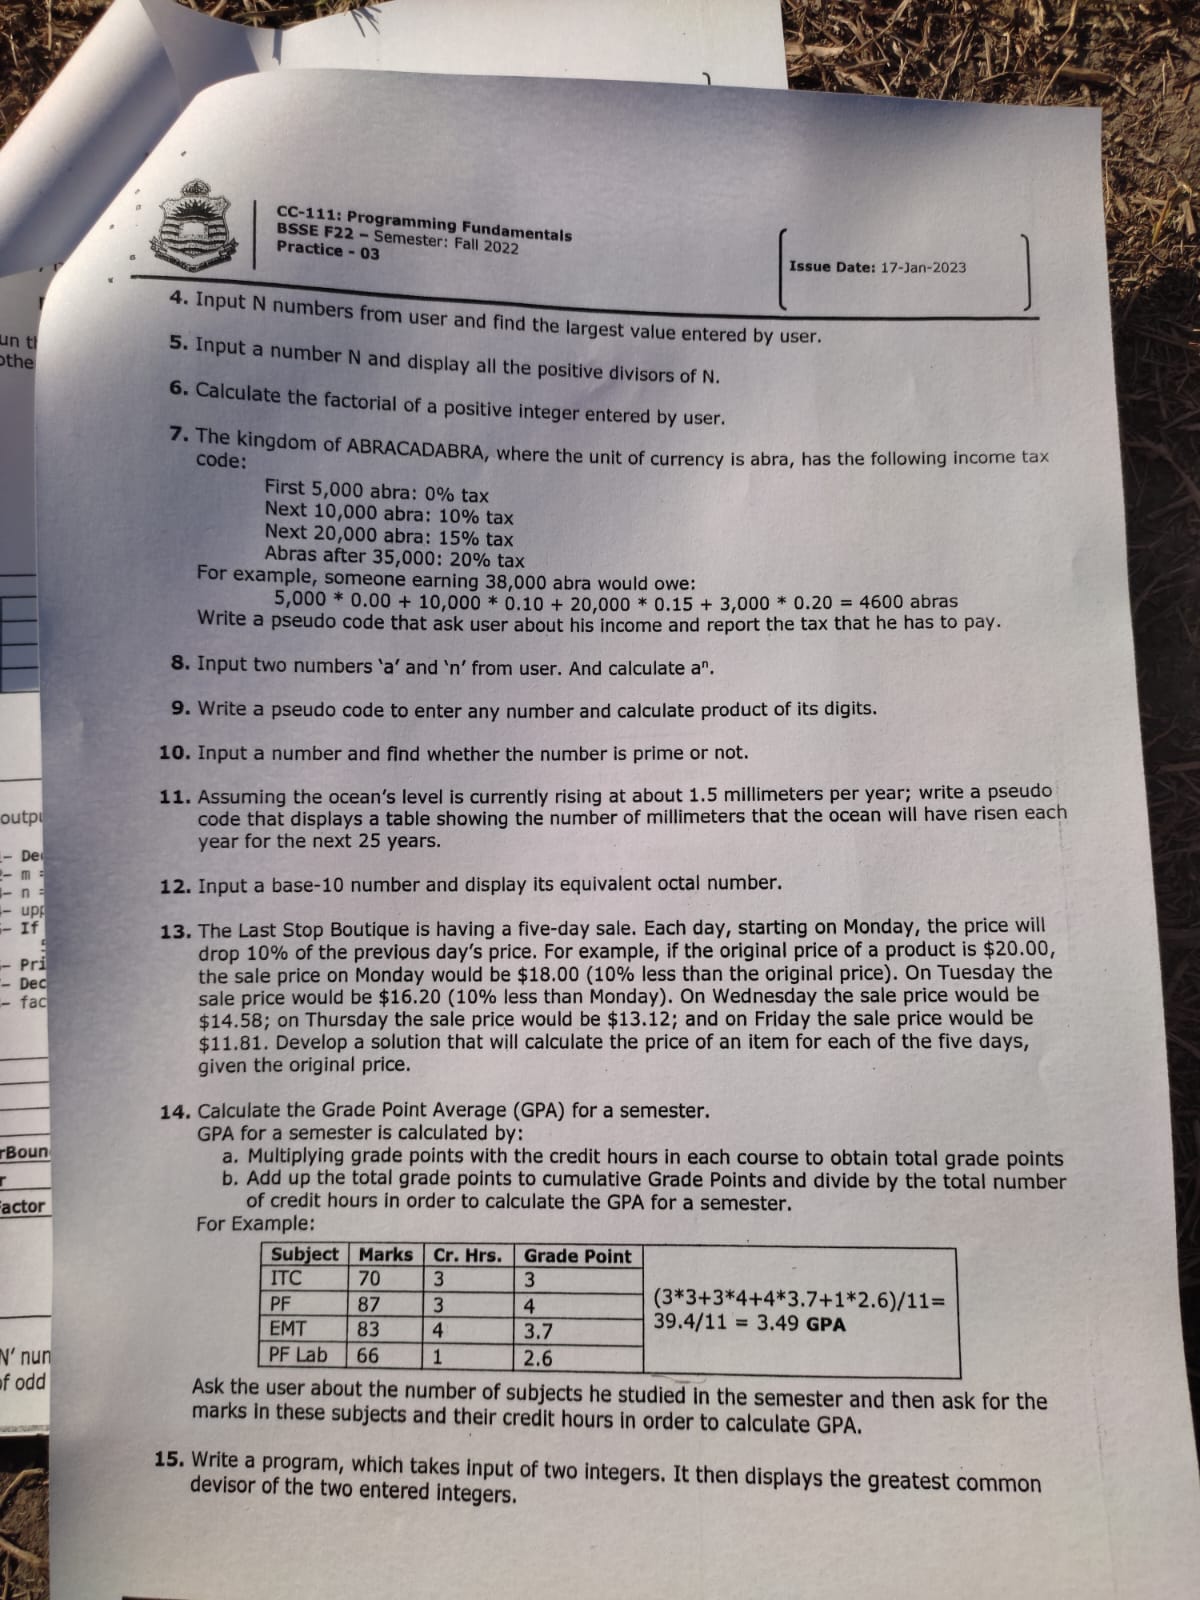 CC-111: Programming Fundamentals
BSSE F22 – Semester: Fall 2022
Practice - 03
Issue Date: 17-Jan-2023
4. Input N numbers from user and find the largest value entered by user.
5. Input a number N and display all the positive divisors of N.
6. Calculate the factorial of a positive integer entered by user.
7. The kingdom of ABRACADABRA, where the unit of currency is abra, has the following income tax
code:
First 5,000 abra: 0% tax
Next 10,000 abra: 10% tax
Next 20,000 abra: 15% tax
Abras after 35,000: 20% tax
For example, someone earning 38,000 abra would owe:
5,000 * 0.00 + 10,000 * 0.10 + 20,000 * 0.15 + 3,000 * 0.20 = 4600 abras
Write a pseudo code that ask user about his income and report the tax that he has to pay.
8. Input two numbers ‘a’ and ‘n’ from user. And calculate aⁿ.
9. Write a pseudo code to enter any number and calculate product of its digits.
10. Input a number and find whether the number is prime or not.
11. Assuming the ocean’s level is currently rising at about 1.5 millimeters per year; write a pseudo
code that displays a table showing the number of millimeters that the ocean will have risen each
year for the next 25 years.
12. Input a base-10 number and display its equivalent octal number.
13. The Last Stop Boutique is having a five-day sale. Each day, starting on Monday, the price will
drop 10% of the previous day’s price. For example, if the original price of a product is $20.00,
the sale price on Monday would be $18.00 (10% less than the original price). On Tuesday the
sale price would be $16.20 (10% less than Monday). On Wednesday the sale price would be
$14.58; on Thursday the sale price would be $13.12; and on Friday the sale price would be
$11.81. Develop a solution that will calculate the price of an item for each of the five days,
given the original price.
14. Calculate the Grade Point Average (GPA) for a semester.
GPA for a semester is calculated by:
a. Multiplying grade points with the credit hours in each course to obtain total grade points
b. Add up the total grade points to cumulative Grade Points and divide by the total number
of credit hours in order to calculate the GPA for a semester.
For Example:
Subject Marks Cr. Hrs. Grade Point
ITC 70 3 3
PF 87 3 4
EMT 83 4 3.7
PF Lab 66 1 2.6
(3*3+3*4+4*3.7+1*2.6)/11=
39.4/11 = 3.49 GPA
Ask the user about the number of subjects he studied in the semester and then ask for the
marks in these subjects and their credit hours in order to calculate GPA.
15. Write a program, which takes input of two integers. It then displays the greatest common
devisor of the two entered integers.